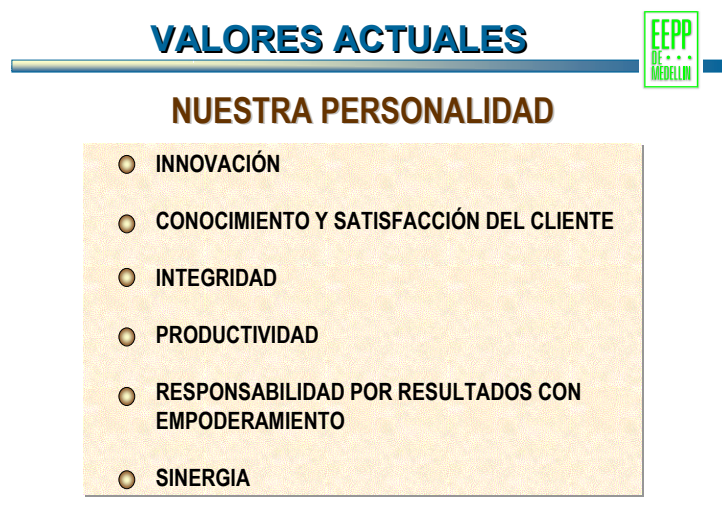 VALORES ACTUALES
EEPP
DE
MEDELLIN
NUESTRA PERSONALIDAD
INNOVACIÓN
CONOCIMIENTO Y SATISFACCIÓN DEL CLIENTE
INTEGRIDAD
PRODUCTIVIDAD
RESPONSABILIDAD POR RESULTADOS CON
EMPODERAMIENTO
SINERGIA